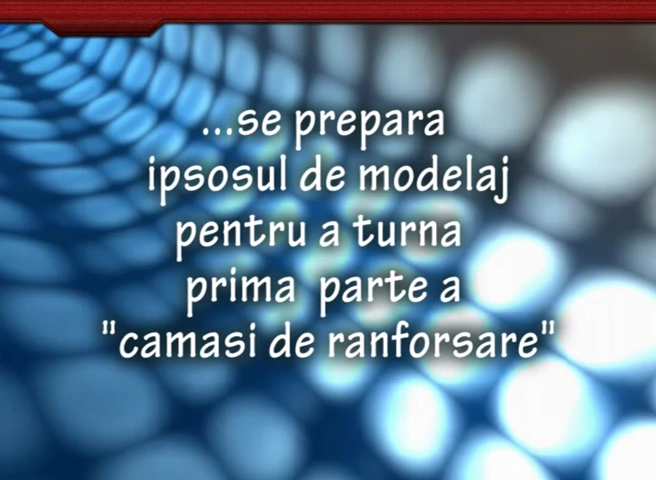 ...se prepara
ipsosul de modelaj
pentru a turna
prima parte a
"camasi de ranforsare"